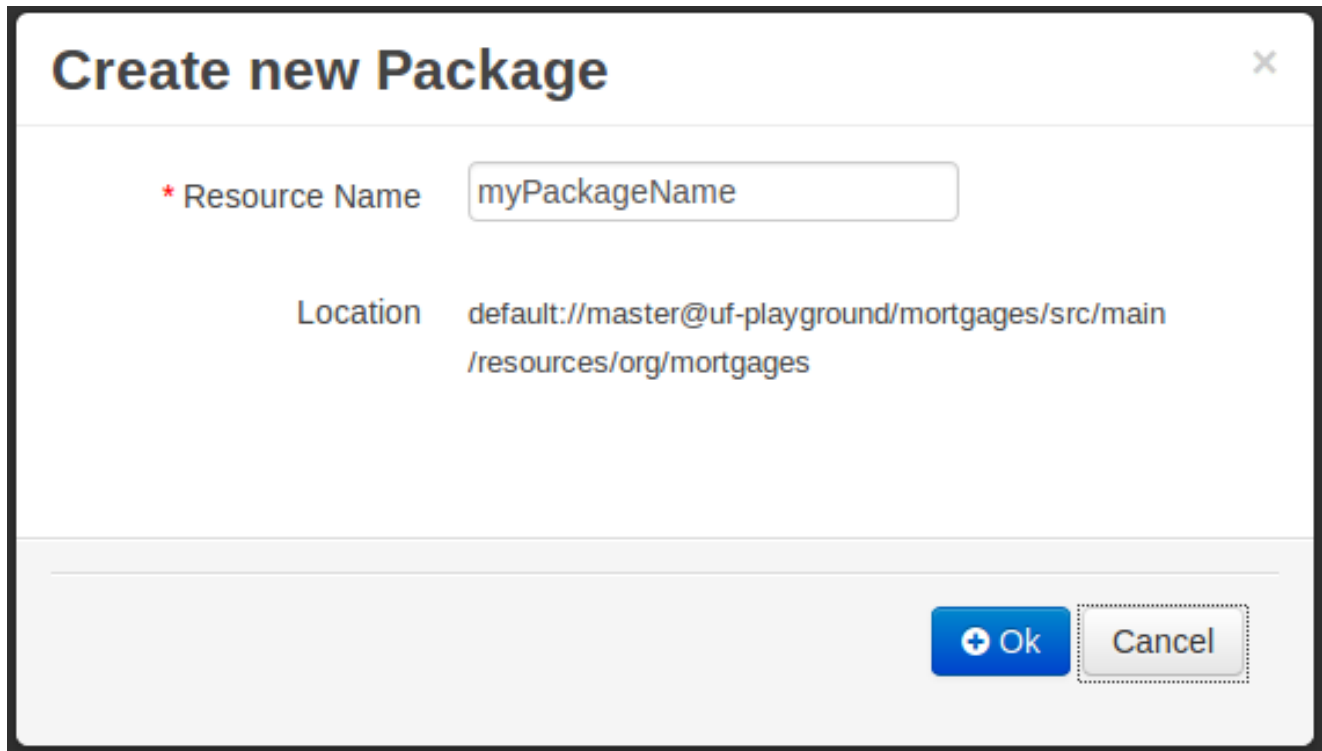 Create new Package ×
* Resource Name myPackageName
Location default://master@uf-playground/mortgages/src/main
/resources/org/mortgages
Ok Cancel